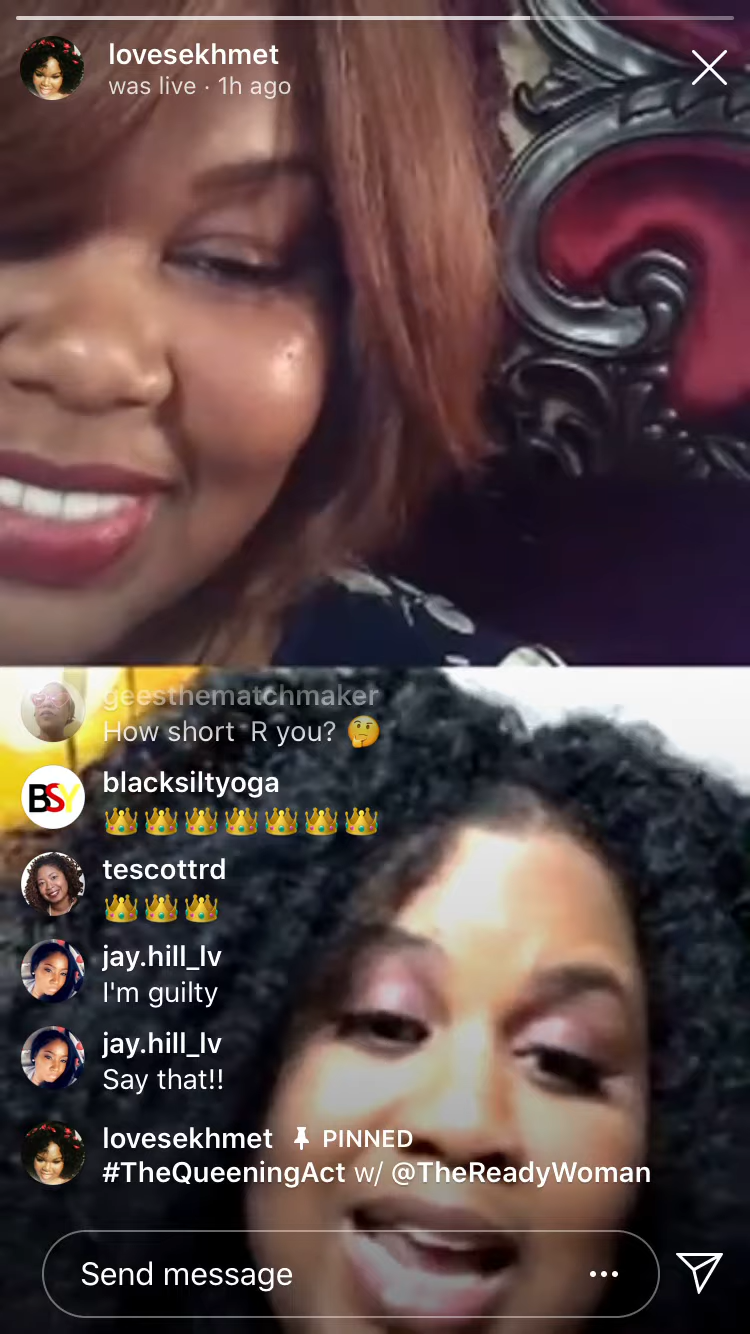 lovesekhmet
was live · 1h ago
geesthematchmaker
How short R you? 🤔
BSY
blacksiltyoga
👑👑👑👑👑👑👑
tescottrd
👑👑👑
jay.hill_lv
I'm guilty
jay.hill_lv
Say that!!
lovesekhmet PINNED
#TheQueeningAct w/ @TheReadyWoman
Send message